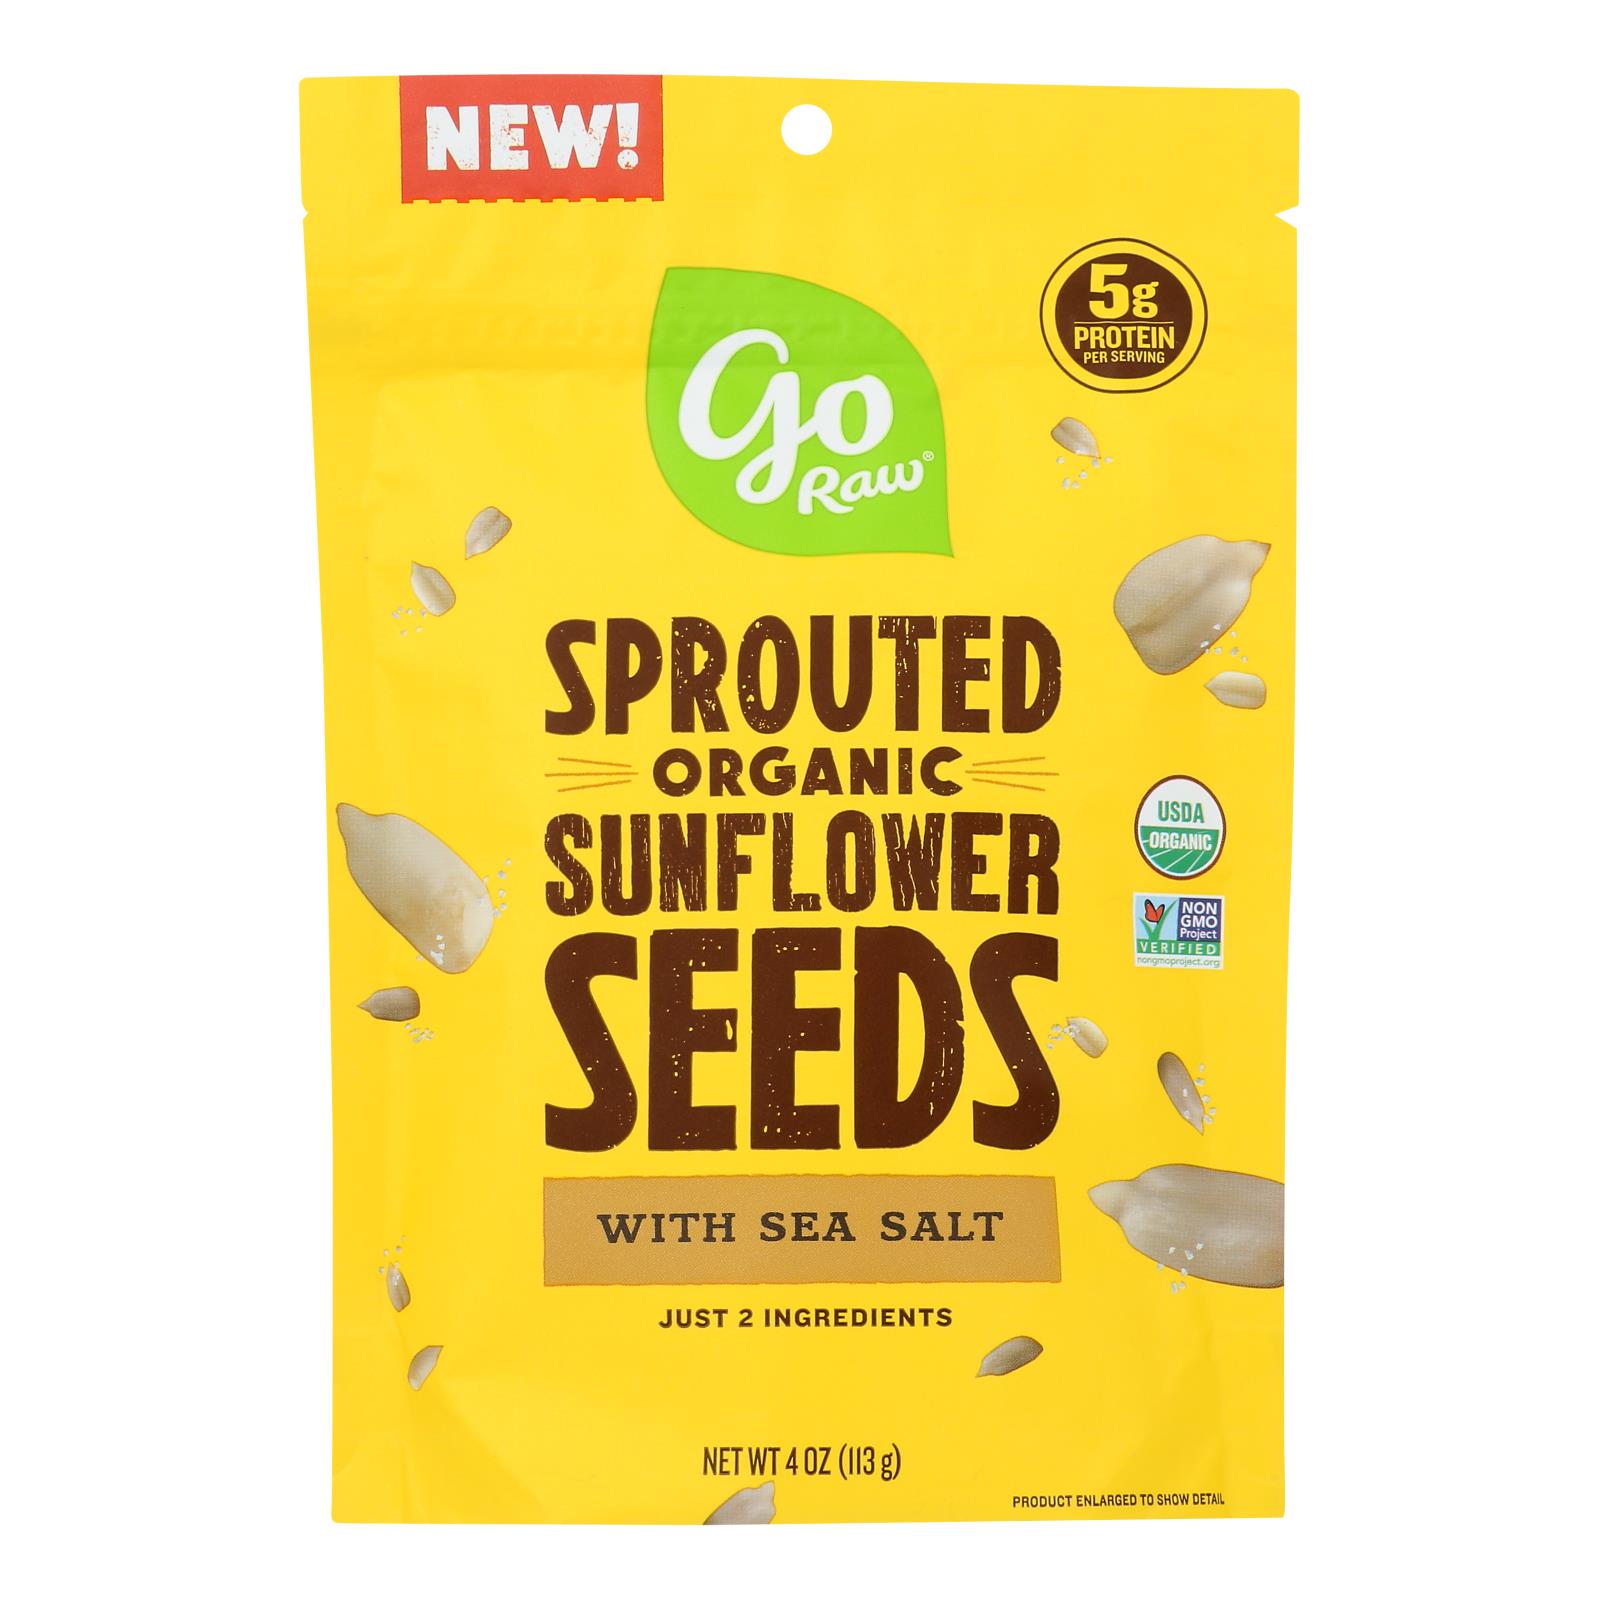 NEW!
5g
PROTEIN
PER SERVING
go
Raw®
SPROUTED
ORGANIC
SUNFLOWER
SEEDS
USDA
ORGANIC
NON
GMO
Project
VERIFIED
nongmoproject.org
WITH SEA SALT
JUST 2 INGREDIENTS
NET WT 4 OZ (113 g)
PRODUCT ENLARGED TO SHOW DETAIL